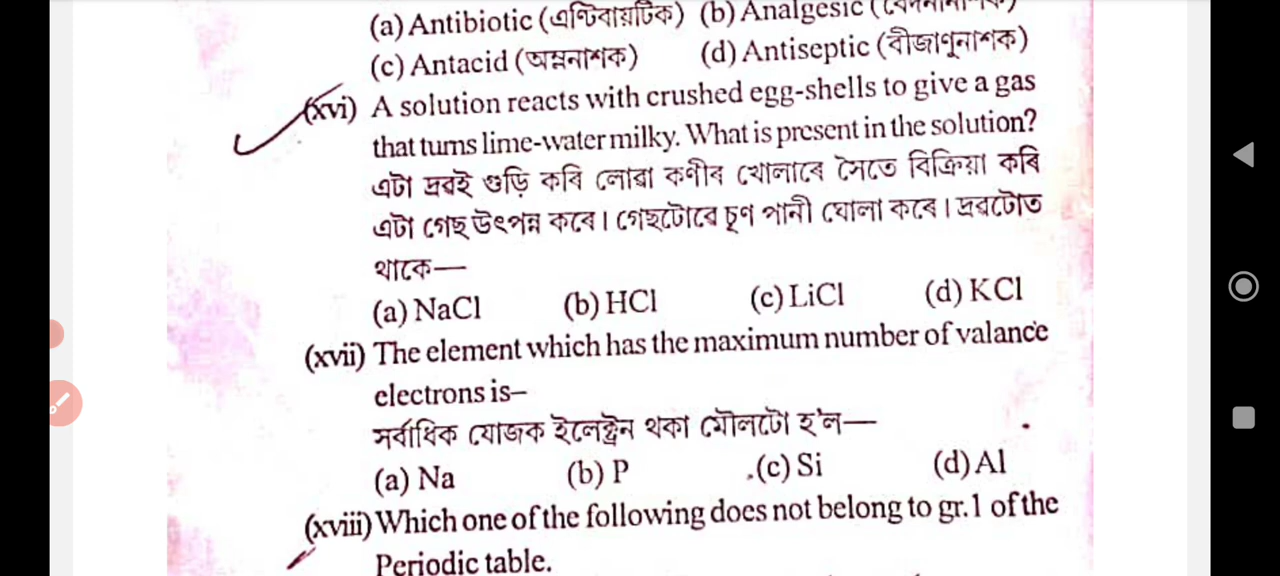 (a) Antibiotic (এণ্টিবায়টিক) (b) Analgesic
(c) Antacid (অম্লনাশক) (d) Antiseptic (বীজাণুনাশক)
(xvi) A solution reacts with crushed egg-shells to give a gas
that turns lime-water milky. What is present in the solution?
এটা দ্ৰৱই গুড়ি কৰি লোৱা কণীৰ খোলাৰে সৈতে বিক্ৰিয়া কৰি
এটা গেছ উৎপন্ন কৰে। গেছটোৱে চূণ পানী ঘোলা কৰে। দ্ৰৱটোত
থাকে—
(a) NaCl (b) HCl (c) LiCl (d) KCl
(xvii) The element which has the maximum number of valance
electrons is–
সৰ্বাধিক যোজক ইলেক্ট্ৰন থকা মৌলটো হ'ল—
(a) Na (b) P (c) Si (d) Al
(xviii) Which one of the following does not belong to gr.1 of the
Periodic table.